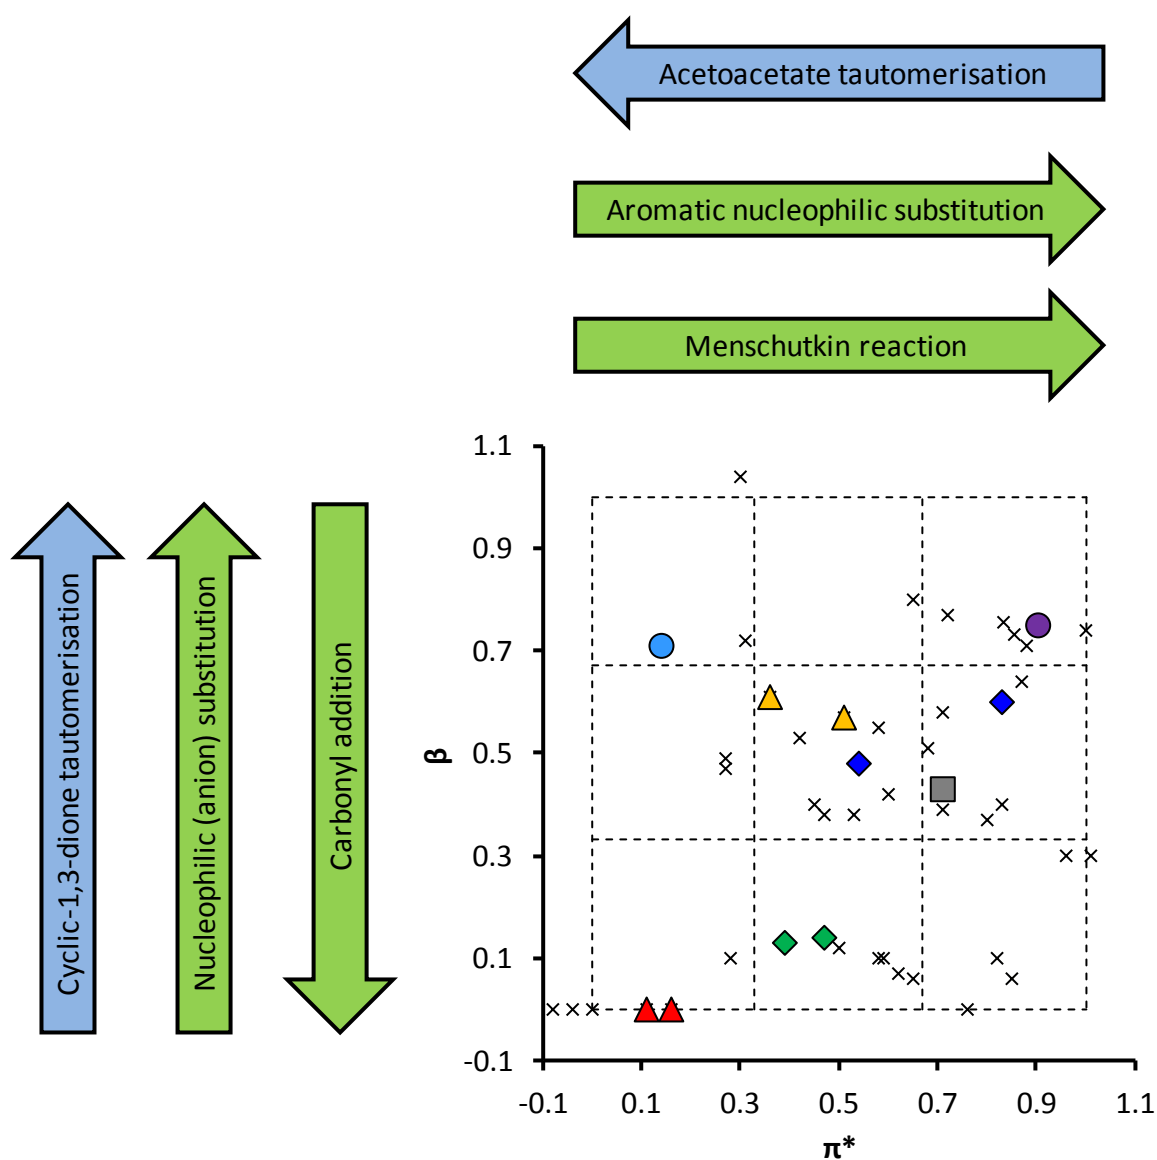 Acetoacetate tautomerisation
Aromatic nucleophilic substitution
Menschutkin reaction
Cyclic-1,3-dione tautomerisation
Nucleophilic (anion) substitution
Carbonyl addition
β
1.1
0.9
0.7
0.5
0.3
0.1
-0.1
-0.1 0.1 0.3 0.5 0.7 0.9 1.1
π*